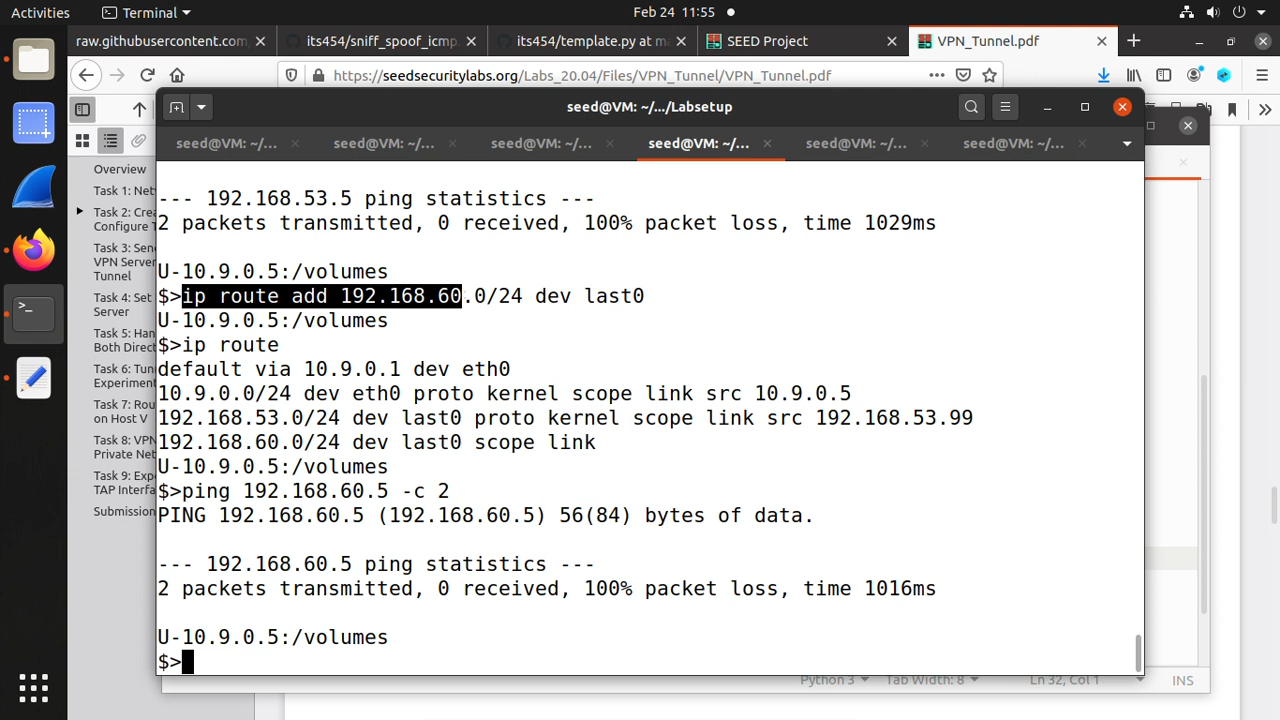 Activities
Terminal
Feb 24 11:55
raw.githubusercontent.com
its454/sniff_spoof_icmp.
its454/template.py at ma
SEED Project
VPN_Tunnel.pdf
https://seedsecuritylabs.org/Labs_20.04/Files/VPN_Tunnel/VPN_Tunnel.pdf
seed@VM: ~/.../Labsetup
seed@VM: ~/...
seed@VM: ~/...
seed@VM: ~/...
seed@VM: ~/...
seed@VM: ~/...
seed@VM: ~/...
Overview
Task 1: Net
Task 2: Crea
Configure T
Task 3: Sen
VPN Server
Tunnel
Task 4: Set
Server
Task 5: Han
Both Direct
Task 6: Tun
Experiment
Task 7: Rou
on Host V
Task 8: VPN
Private Net
Task 9: Exp
TAP Interfa
Submission
--- 192.168.53.5 ping statistics ---
2 packets transmitted, 0 received, 100% packet loss, time 1029ms
U-10.9.0.5:/volumes
$>ip route add 192.168.60.0/24 dev last0
U-10.9.0.5:/volumes
$>ip route
default via 10.9.0.1 dev eth0
10.9.0.0/24 dev eth0 proto kernel scope link src 10.9.0.5
192.168.53.0/24 dev last0 proto kernel scope link src 192.168.53.99
192.168.60.0/24 dev last0 scope link
U-10.9.0.5:/volumes
$>ping 192.168.60.5 -c 2
PING 192.168.60.5 (192.168.60.5) 56(84) bytes of data.
--- 192.168.60.5 ping statistics ---
2 packets transmitted, 0 received, 100% packet loss, time 1016ms
U-10.9.0.5:/volumes
$>
Python 3
Tab Width: 8
Ln 32, Col 1
INS